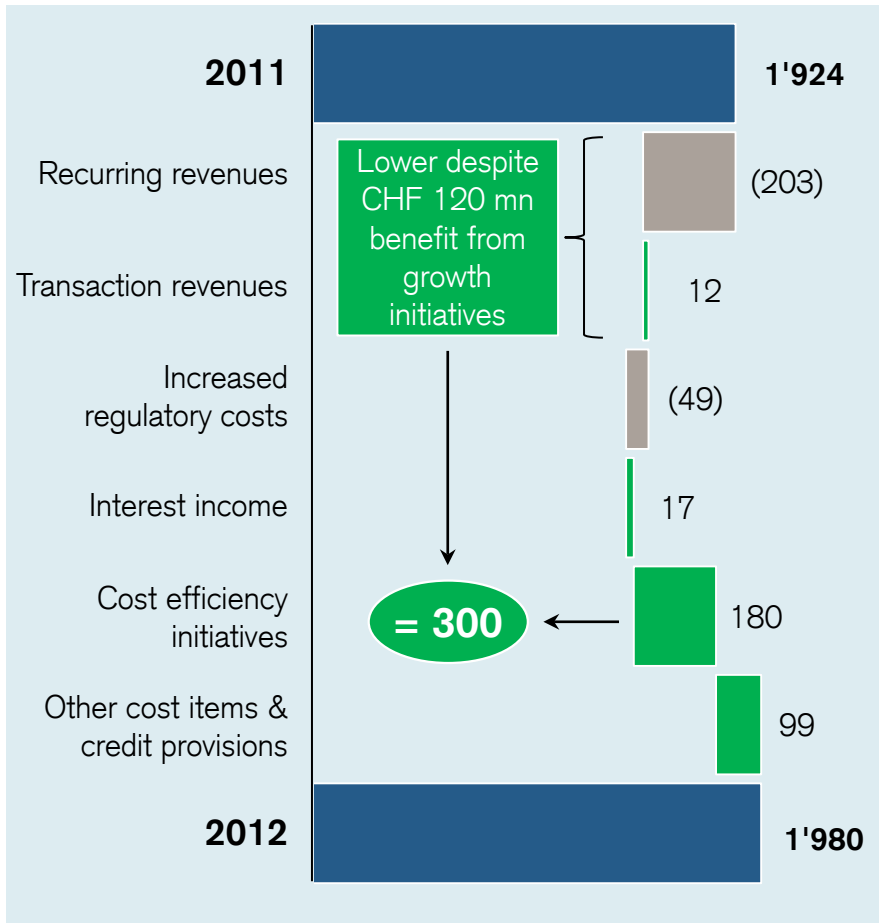 2011
1'924
Recurring revenues
(203)
Lower despite
CHF 120 mn
benefit from
growth
initiatives
Transaction revenues
12
Increased
regulatory costs
(49)
Interest income
17
Cost efficiency
initiatives
= 300
180
Other cost items &
credit provisions
99
2012
1'980